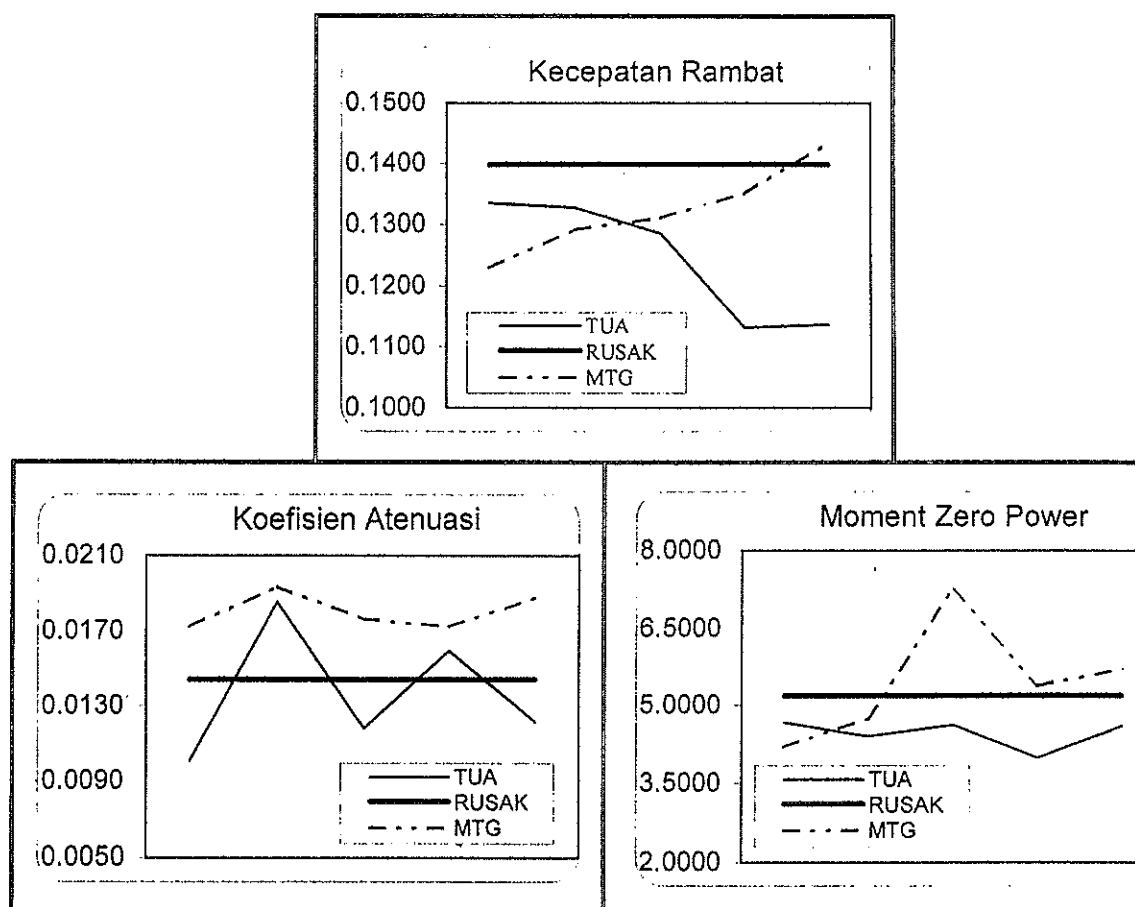 Kecepatan Rambat
0.1500
0.1400
0.1300
0.1200
0.1100
0.1000
TUA
RUSAK
MTG
Koefisien Atenuasi
0.0210
0.0170
0.0130
0.0090
0.0050
TUA
RUSAK
MTG
Moment Zero Power
8.0000
6.5000
5.0000
3.5000
2.0000
TUA
RUSAK
MTG